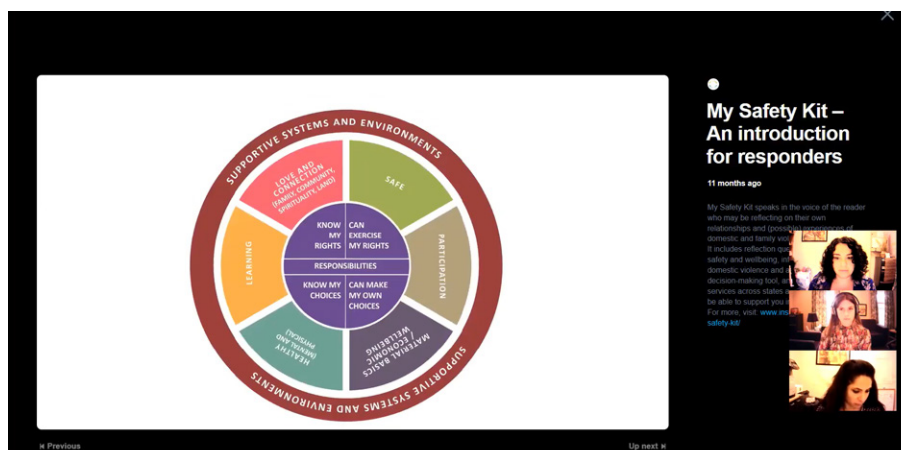 SUPPORTIVE SYSTEMS AND ENVIRONMENTS
LOVE AND
CONNECTION
(FAMILY, COMMUNITY,
SPIRITUALITY, LAND)
SAFE
LEARNING
KNOW
MY
RIGHTS
CAN
EXERCISE
MY RIGHTS
RESPONSIBILITIES
KNOW MY
CHOICES
CAN MAKE
MY OWN
CHOICES
PARTICIPATION
HEALTHY
(MENTAL AND
PHYSICAL)
MATERIAL BASICS
/ ECONOMIC
WELLBEING
SUPPORTIVE SYSTEMS AND ENVIRONMENTS
My Safety Kit –
An introduction
for responders
11 months ago
My Safety Kit speaks in the voice of the reader
who may be reflecting on their own
relationships and (possible) experiences of
domestic and family
It includes reflection
safety and wellbeing,
domestic violence and
decision-making tool,
services across states
be able to support you
For more, visit: www.
safety-kit/
Previous
Up next